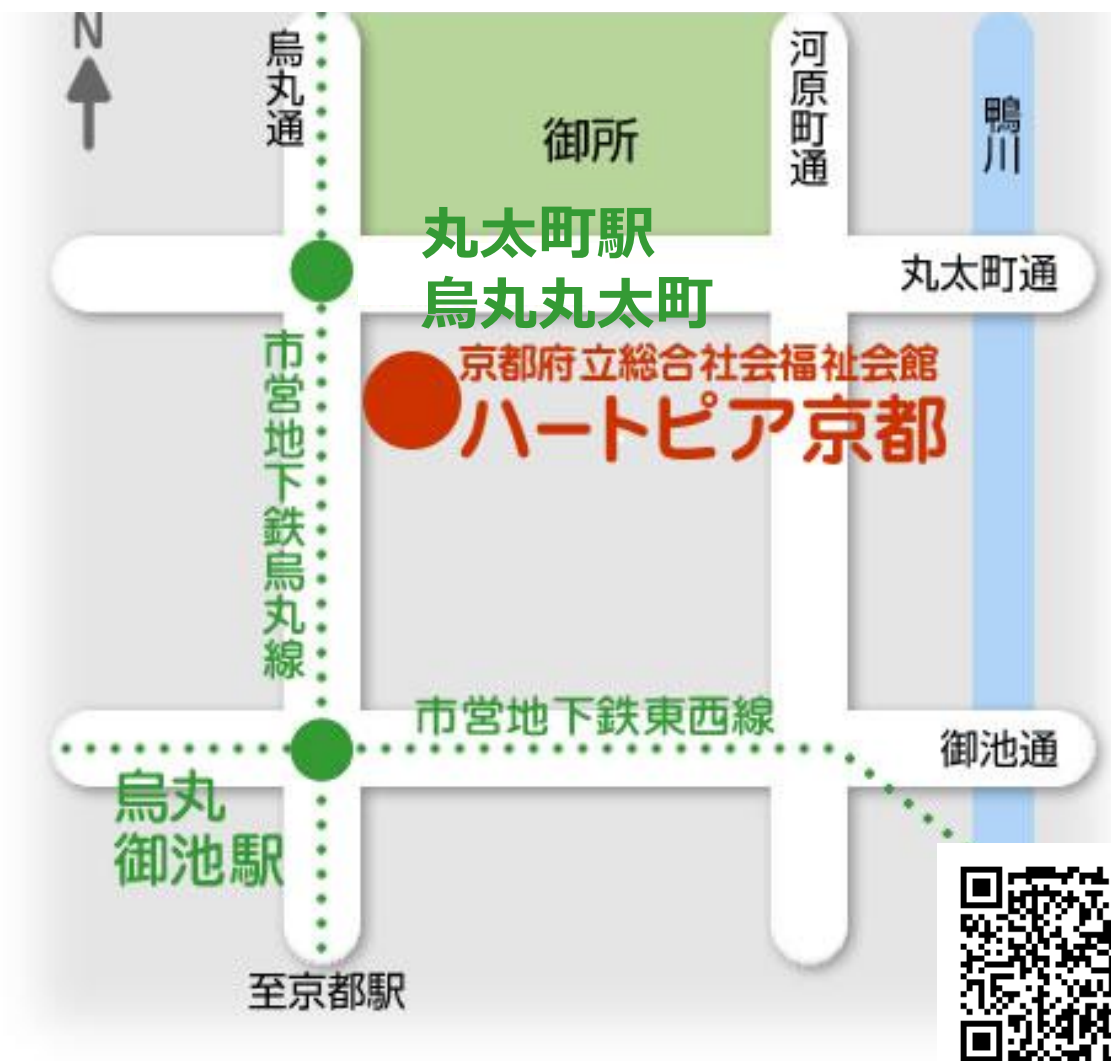 N
烏丸通
御所
河原町通
鴨川
丸太町駅
烏丸丸太町
丸太町通
京都府立総合社会福祉会館
ハートピア京都
市営地下鉄烏丸線
市営地下鉄東西線
御池通
烏丸
御池駅
至京都駅